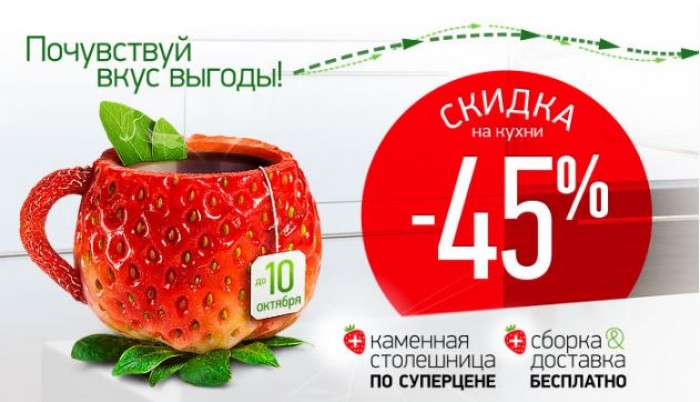 Почувствуй
вкус выгоды!
СКИДКА
на кухни
-45%
до 10
октября
каменная
столешница
ПО СУПЕРЦЕНЕ
сборка &
доставка
БЕСПЛАТНО